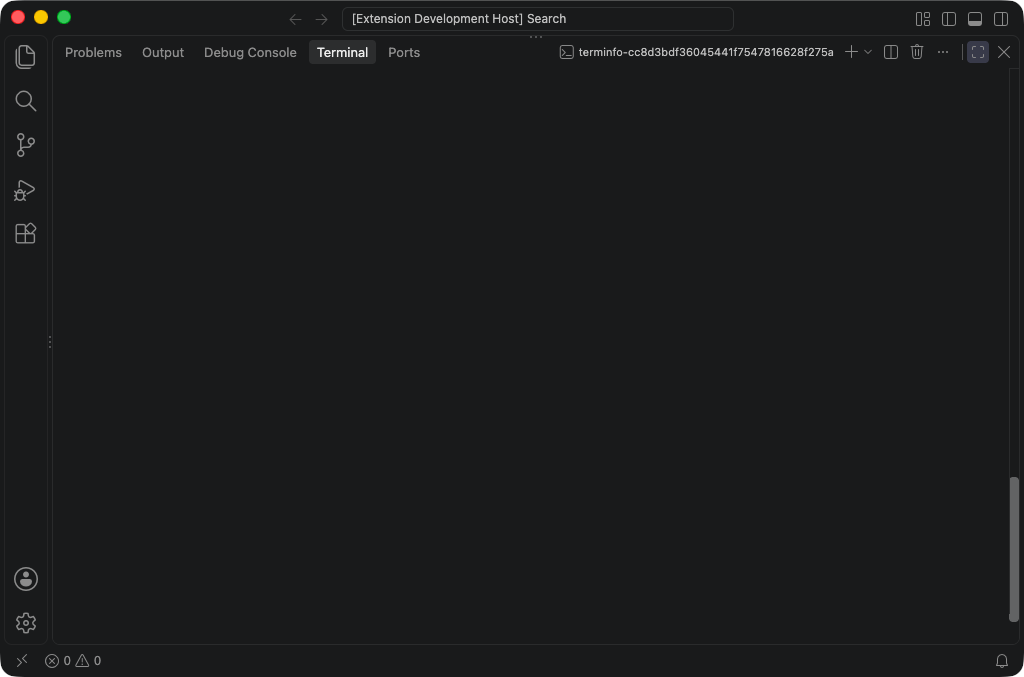 [Extension Development Host] Search
Problems Output Debug Console Terminal Ports terminfo-cc8d3bdf36045441f7547816628f275a
0 0